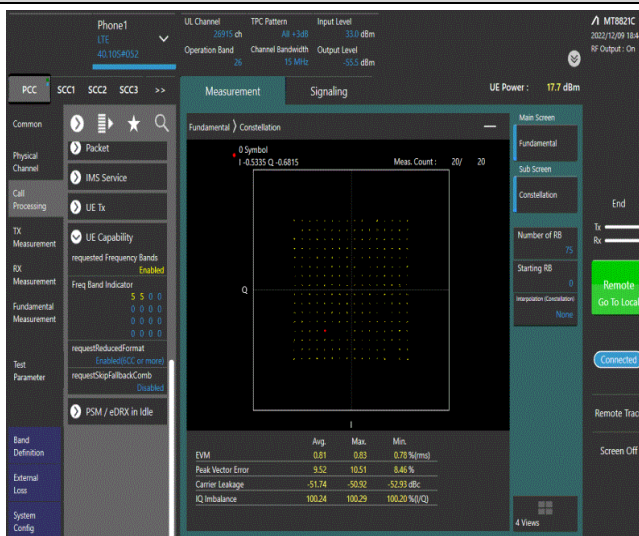 Phone1
LTE
40.10S#052
UL Channel
26915 ch
TPC Pattern
All +3dB
Input Level
33.0 dBm
Operation Band
26
Channel Bandwidth
15 MHz
Output Level
-55.5 dBm
MT8821C
2022/12/09 18:4
RF Output : On
PCC SCC1 SCC2 SCC3 >>
Measurement
Signaling
UE Power : 17.7 dBm
Common
Physical
Channel
Call
Processing
TX
Measurement
RX
Measurement
Fundamental
Measurement
Test
Parameter
Band
Definition
External
Loss
System
Config
Packet
IMS Service
UE Tx
UE Capability
requested Frequency Bands
Enabled
Freq Band Indicator
5 5 0 0
0 0 0 0
0 0 0 0
0 0 0 0
requestReducedFormat
Enabled(6CC or more)
requestSkipFallbackComb
Disabled
PSM / eDRX in Idle
Fundamental 〉 Constellation
0 Symbol
I -0.5335 Q -0.6815
Meas. Count : 20/ 20
Q
I
Avg. Max. Min.
EVM 0.81 0.83 0.78 %(rms)
Peak Vector Error 9.52 10.51 8.46 %
Carrier Leakage -51.74 -50.92 -52.93 dBc
IQ Imbalance 100.24 100.29 100.20 %(I/Q)
Main Screen
Fundamental
Sub Screen
Constellation
Number of RB
75
Starting RB
0
Interpolation (Constellation)
None
4 Views
End
Tx
Rx
Remote
Go To Local
Connected
Remote Trac
Screen Off